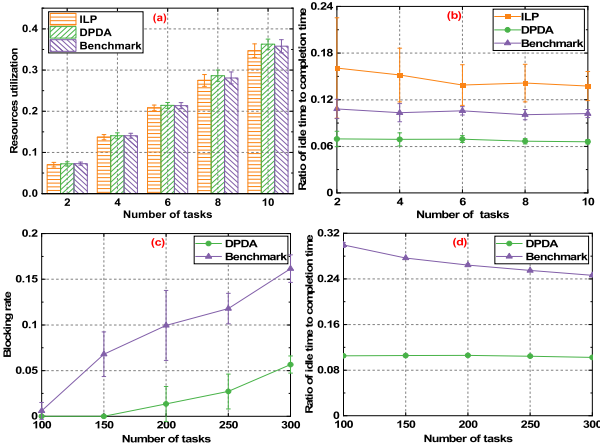 (a)
ILP
DPDA
Benchmark
Resources utilization
0.4
0.3
0.2
0.1
0.0
2 4 6 8 10
Number of tasks
(b)
ILP
DPDA
Benchmark
Ratio of idle time to completion time
0.24
0.18
0.12
0.06
0
2 4 6 8 10
Number of tasks
(c)
DPDA
Benchmark
Blocking rate
0.2
0.15
0.1
0.05
0
100 150 200 250 300
Number of tasks
(d)
DPDA
Benchmark
Ratio of idle time to completion time
0.32
0.24
0.16
0.08
0
100 150 200 250 300
Number of tasks